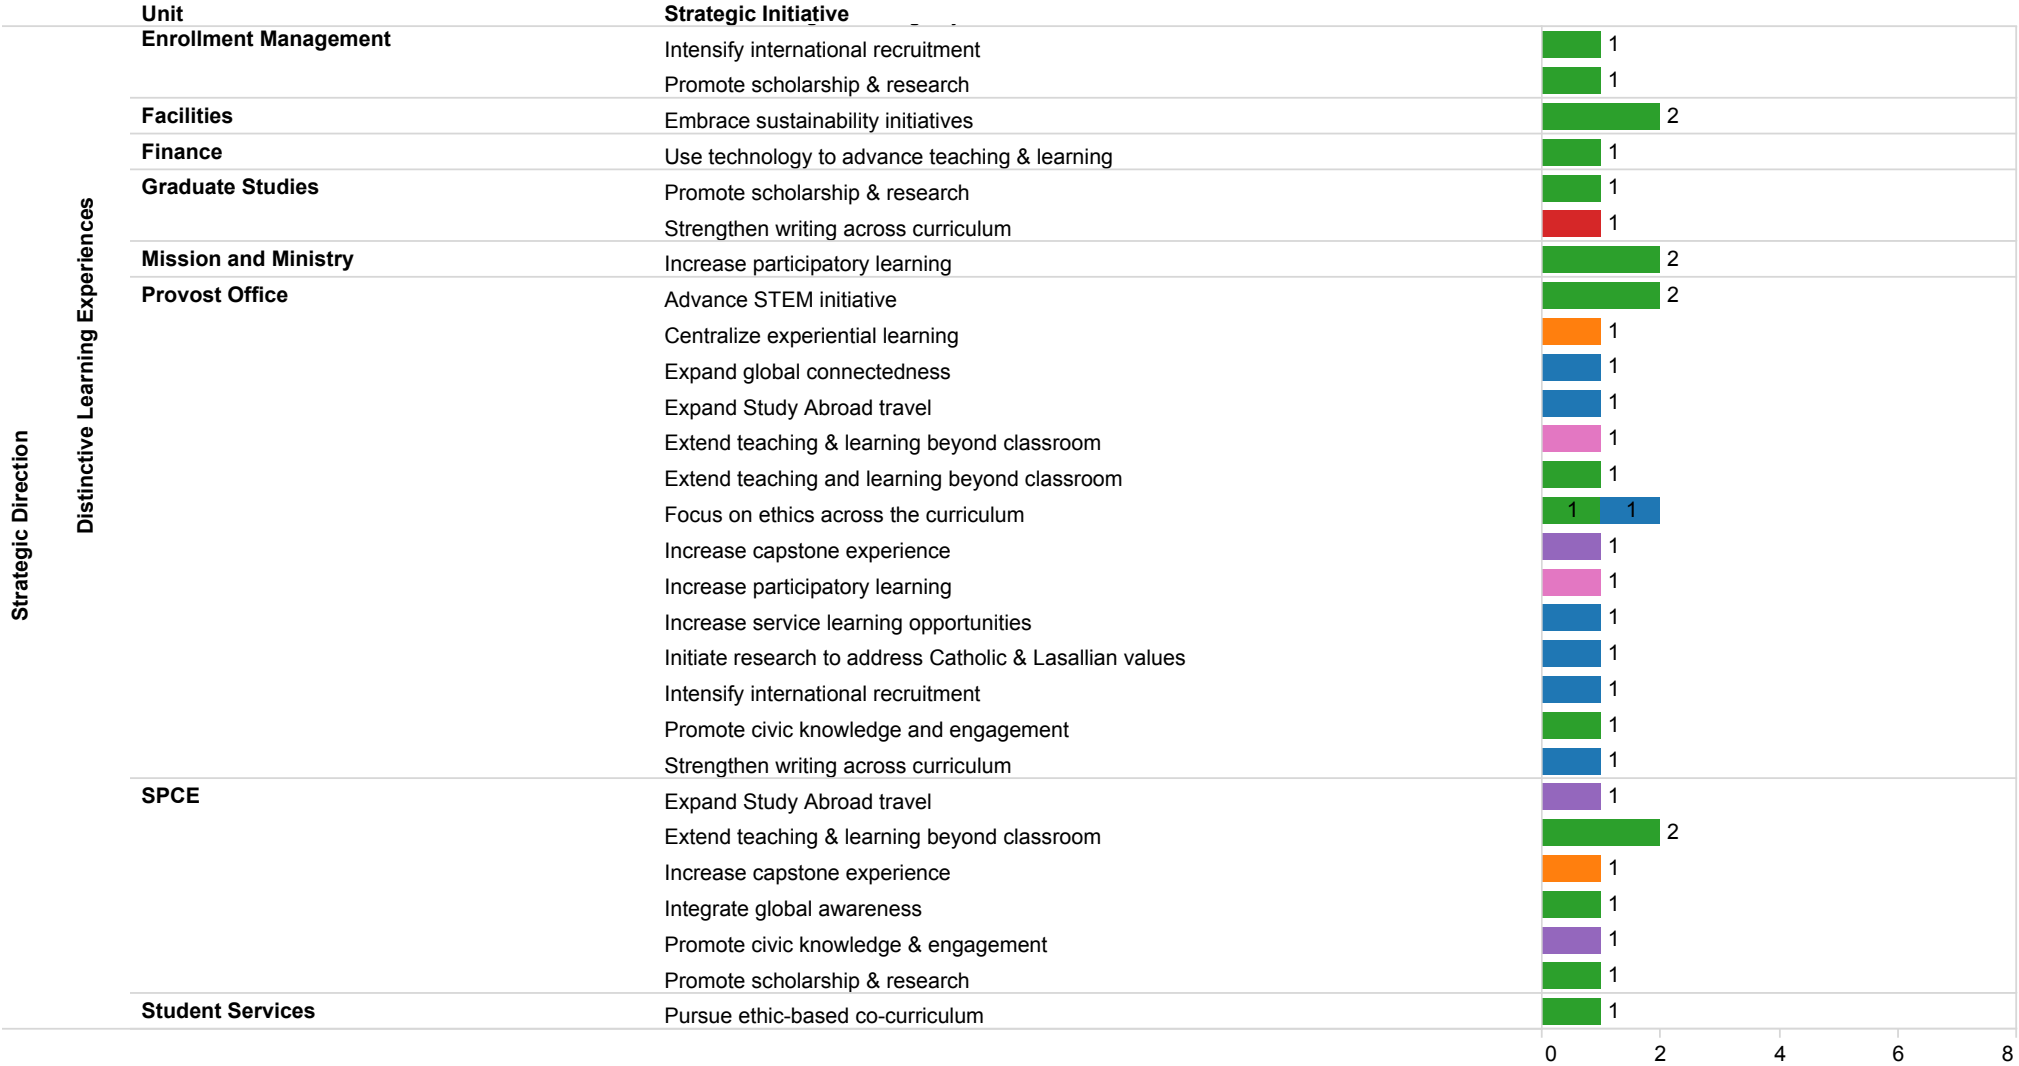 Unit Strategic Initiative
Strategic Direction
Distinctive Learning Experiences
Enrollment Management
Intensify international recruitment 1
Promote scholarship & research 1
Facilities
Embrace sustainability initiatives 2
Finance
Use technology to advance teaching & learning 1
Graduate Studies
Promote scholarship & research 1
Strengthen writing across curriculum 1
Mission and Ministry
Increase participatory learning 2
Provost Office
Advance STEM initiative 2
Centralize experiential learning 1
Expand global connectedness 1
Expand Study Abroad travel 1
Extend teaching & learning beyond classroom 1
Extend teaching and learning beyond classroom 1
Focus on ethics across the curriculum 1 1
Increase capstone experience 1
Increase participatory learning 1
Increase service learning opportunities 1
Initiate research to address Catholic & Lasallian values 1
Intensify international recruitment 1
Promote civic knowledge and engagement 1
Strengthen writing across curriculum 1
SPCE
Expand Study Abroad travel 1
Extend teaching & learning beyond classroom 2
Increase capstone experience 1
Integrate global awareness 1
Promote civic knowledge & engagement 1
Promote scholarship & research 1
Student Services
Pursue ethic-based co-curriculum 1
0 2 4 6 8